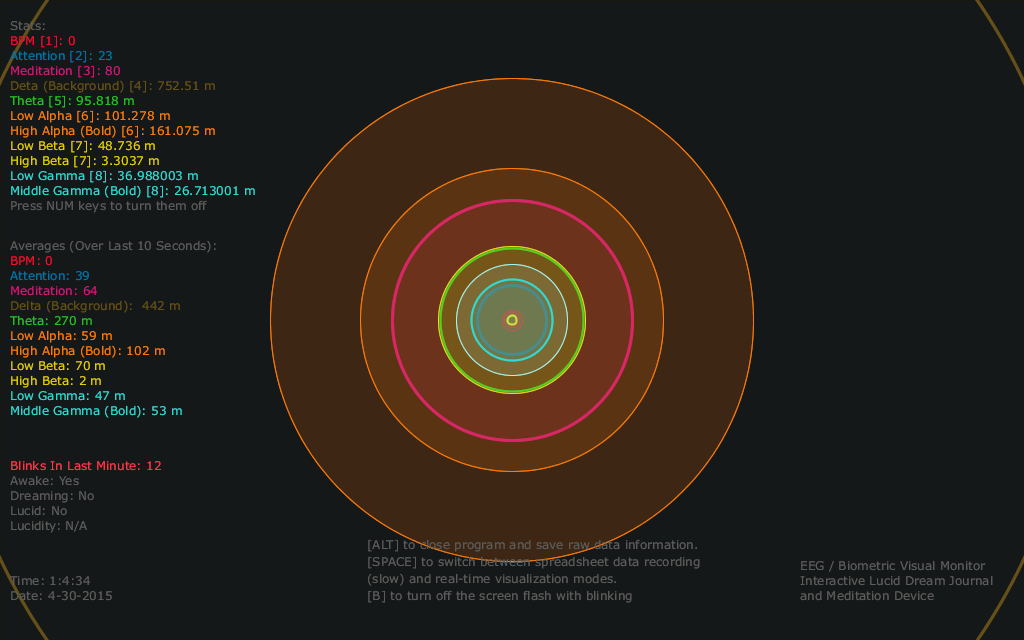 Stats:
BPM [1]: 0
Attention [2]: 23
Meditation [3]: 80
Deta (Background) [4]: 752.51 m
Theta [5]: 95.818 m
Low Alpha [6]: 101.278 m
High Alpha (Bold) [6]: 161.075 m
Low Beta [7]: 48.736 m
High Beta [7]: 3.3037 m
Low Gamma [8]: 36.988003 m
Middle Gamma (Bold) [8]: 26.713001 m
Press NUM keys to turn them off
Averages (Over Last 10 Seconds):
BPM: 0
Attention: 39
Meditation: 64
Delta (Background):  442 m
Theta: 270 m
Low Alpha: 59 m
High Alpha (Bold): 102 m
Low Beta: 70 m
High Beta: 2 m
Low Gamma: 47 m
Middle Gamma (Bold): 53 m
Blinks In Last Minute: 12
Awake: Yes
Dreaming: No
Lucid: No
Lucidity: N/A
Time: 1:4:34
Date: 4-30-2015
[ALT] to close program and save raw data information.
[SPACE] to switch between spreadsheet data recording
(slow) and real-time visualization modes.
[B] to turn off the screen flash with blinking
EEG / Biometric Visual Monitor
Interactive Lucid Dream Journal
and Meditation Device